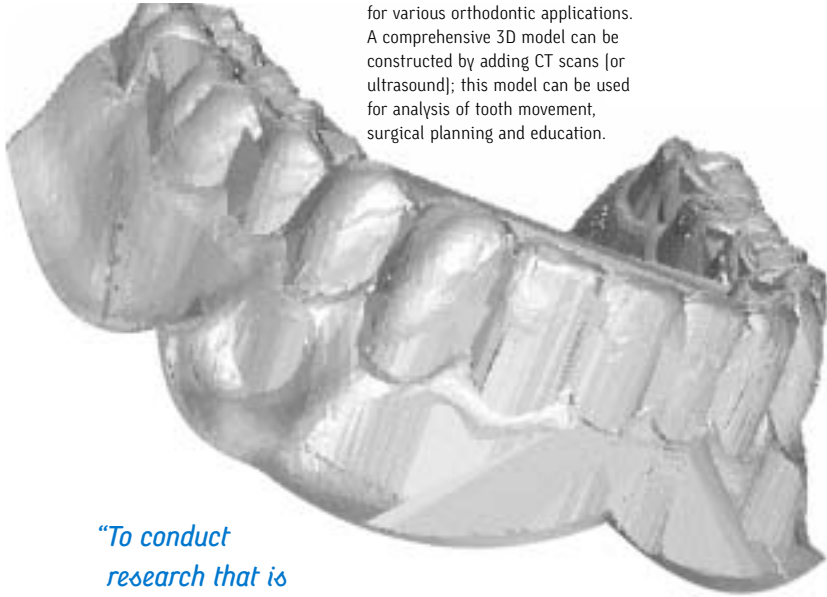 for various orthodontic applications.
A comprehensive 3D model can be
constructed by adding CT scans (or
ultrasound); this model can be used
for analysis of tooth movement,
surgical planning and education.
“To conduct
research that is